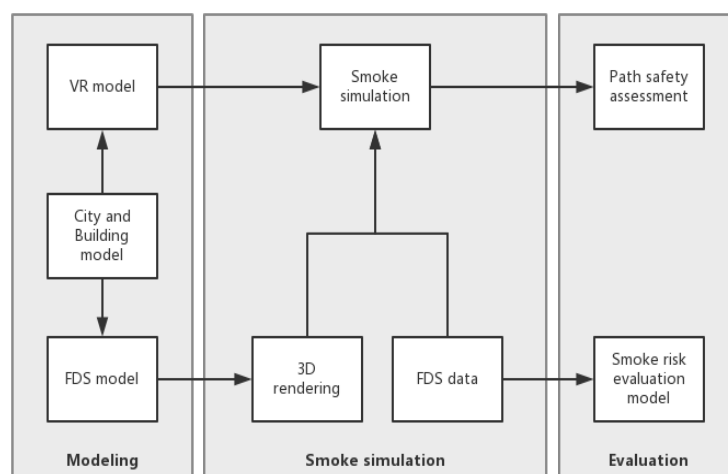 VR model
Smoke
simulation
Path safety
assessment
City and
Building
model
FDS model
3D
rendering
FDS data
Smoke risk
evaluation
model
Modeling
Smoke simulation
Evaluation